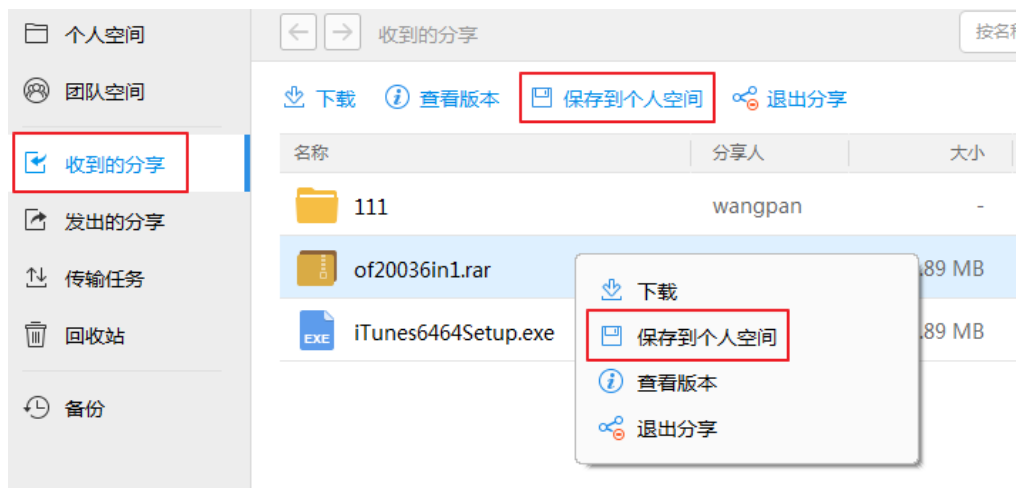 个人空间
团队空间
收到的分享
发出的分享
传输任务
回收站
备份
收到的分享
下载 查看版本 保存到个人空间 退出分享
名称 分享人 大小
111 wangpan -
of20036in1.rar .89 MB
EXE iTunes6464Setup.exe .89 MB
下载
保存到个人空间
查看版本
退出分享